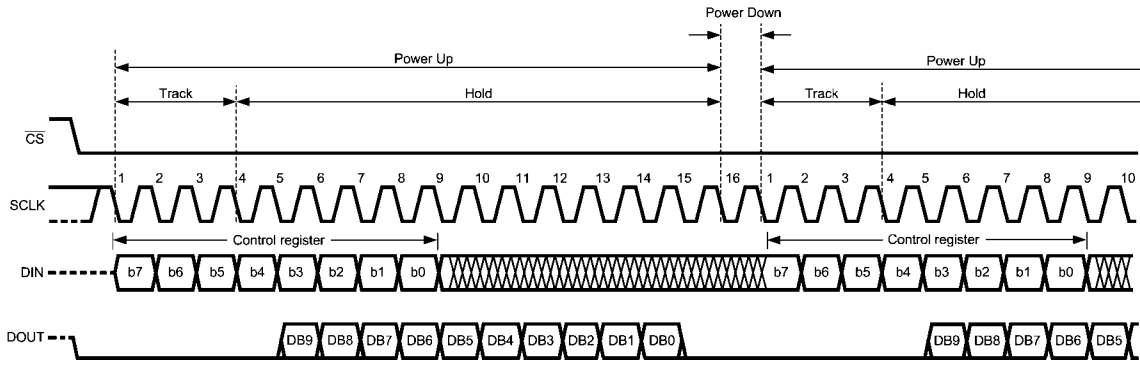 Power Down
Power Up Power Up
Track Hold Track Hold
CS
1 2 3 4 5 6 7 8 9 10 11 12 13 14 15 16 1 2 3 4 5 6 7 8 9 10
SCLK
Control register Control register
DIN b7 b6 b5 b4 b3 b2 b1 b0 b7 b6 b5 b4 b3 b2 b1 b0
DOUT DB9 DB8 DB7 DB6 DB5 DB4 DB3 DB2 DB1 DB0 DB9 DB8 DB7 DB6 DB5